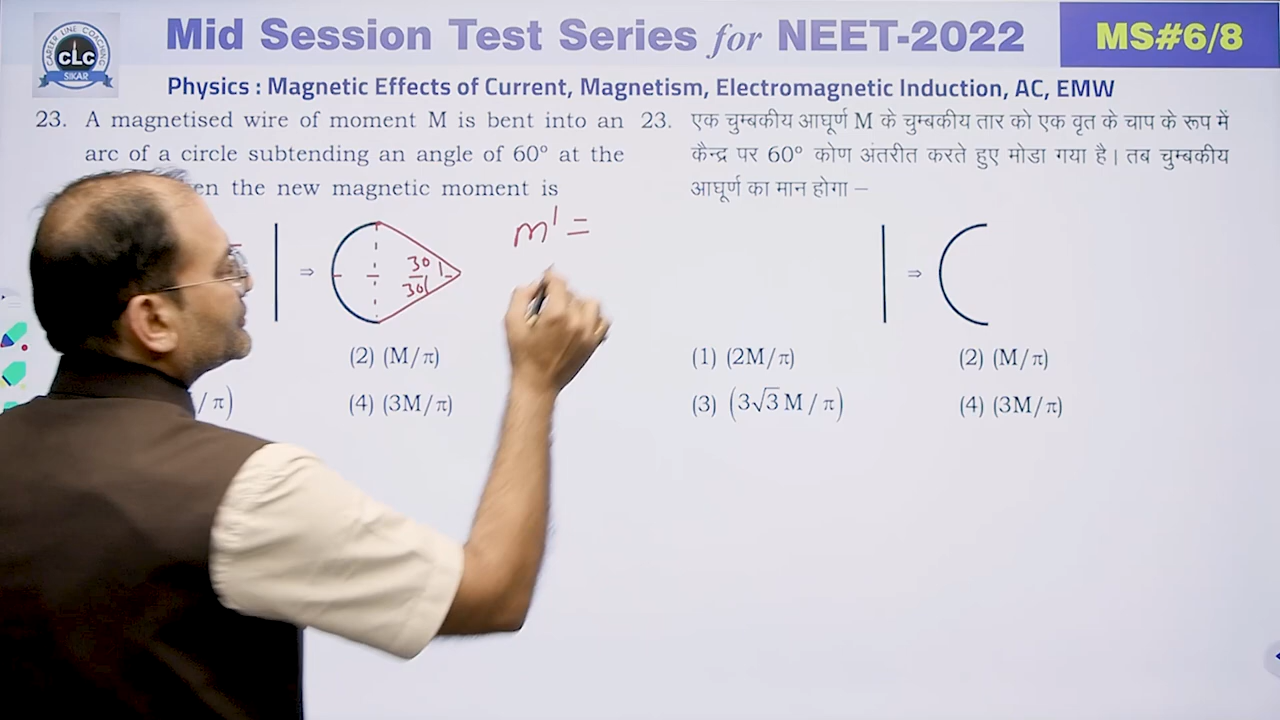 CAREER LINE COACHING
CLC
SIKAR
Mid Session Test Series for NEET-2022
MS#6/8
Physics : Magnetic Effects of Current, Magnetism, Electromagnetic Induction, AC, EMW
23. A magnetised wire of moment M is bent into an
arc of a circle subtending an angle of 60° at the
en the new magnetic moment is
m' =
30
30
⇒
(2) (M/π)
/ π)
(4) (3M/π)
23. एक चुम्बकीय आघूर्ण M के चुम्बकीय तार को एक वृत के चाप के रूप में
कैन्द्र पर 60° कोण अंतरीत करते हुए मोडा गया है। तब चुम्बकीय
आघूर्ण का मान होगा –
⇒
(1) (2M/π)
(2) (M/π)
(3) (3√3 M / π)
(4) (3M/π)